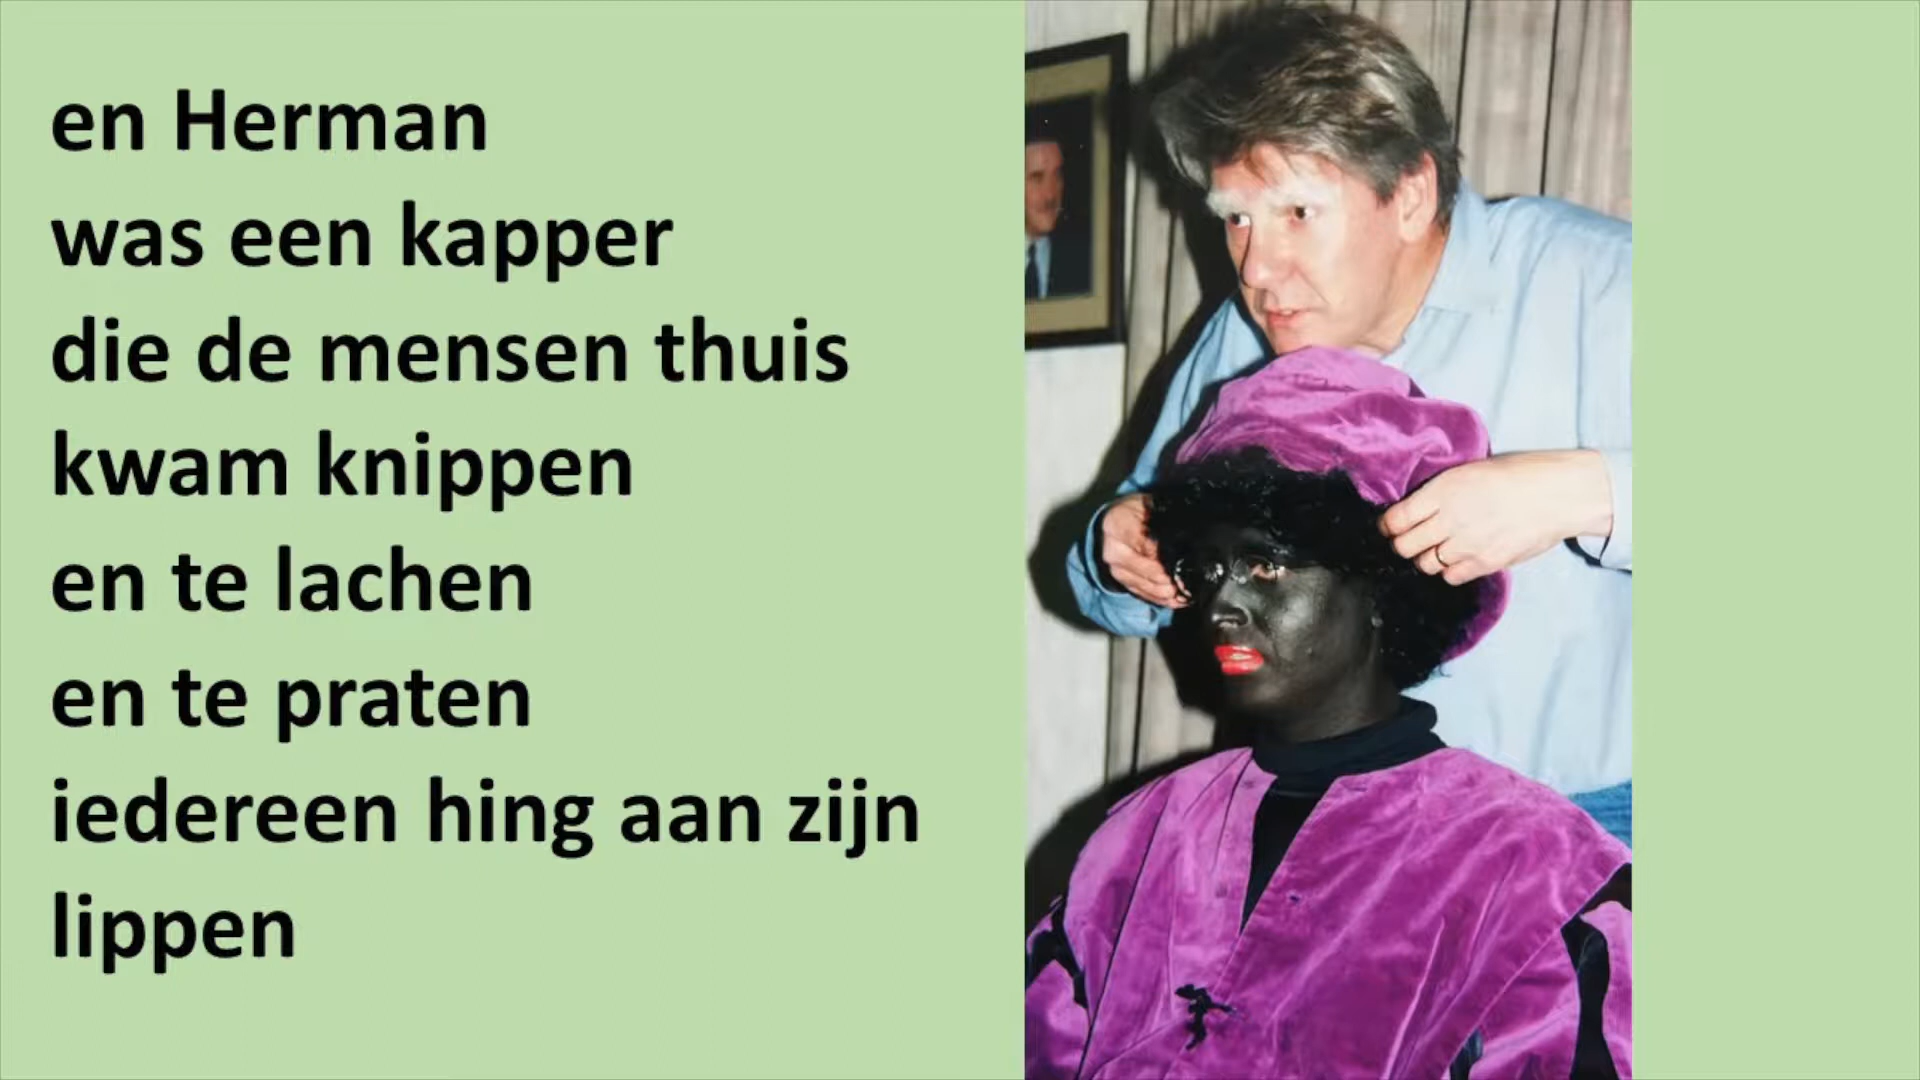 en Herman
was een kapper
die de mensen thuis
kwam knippen
en te lachen
en te praten
iedereen hing aan zijn
lippen